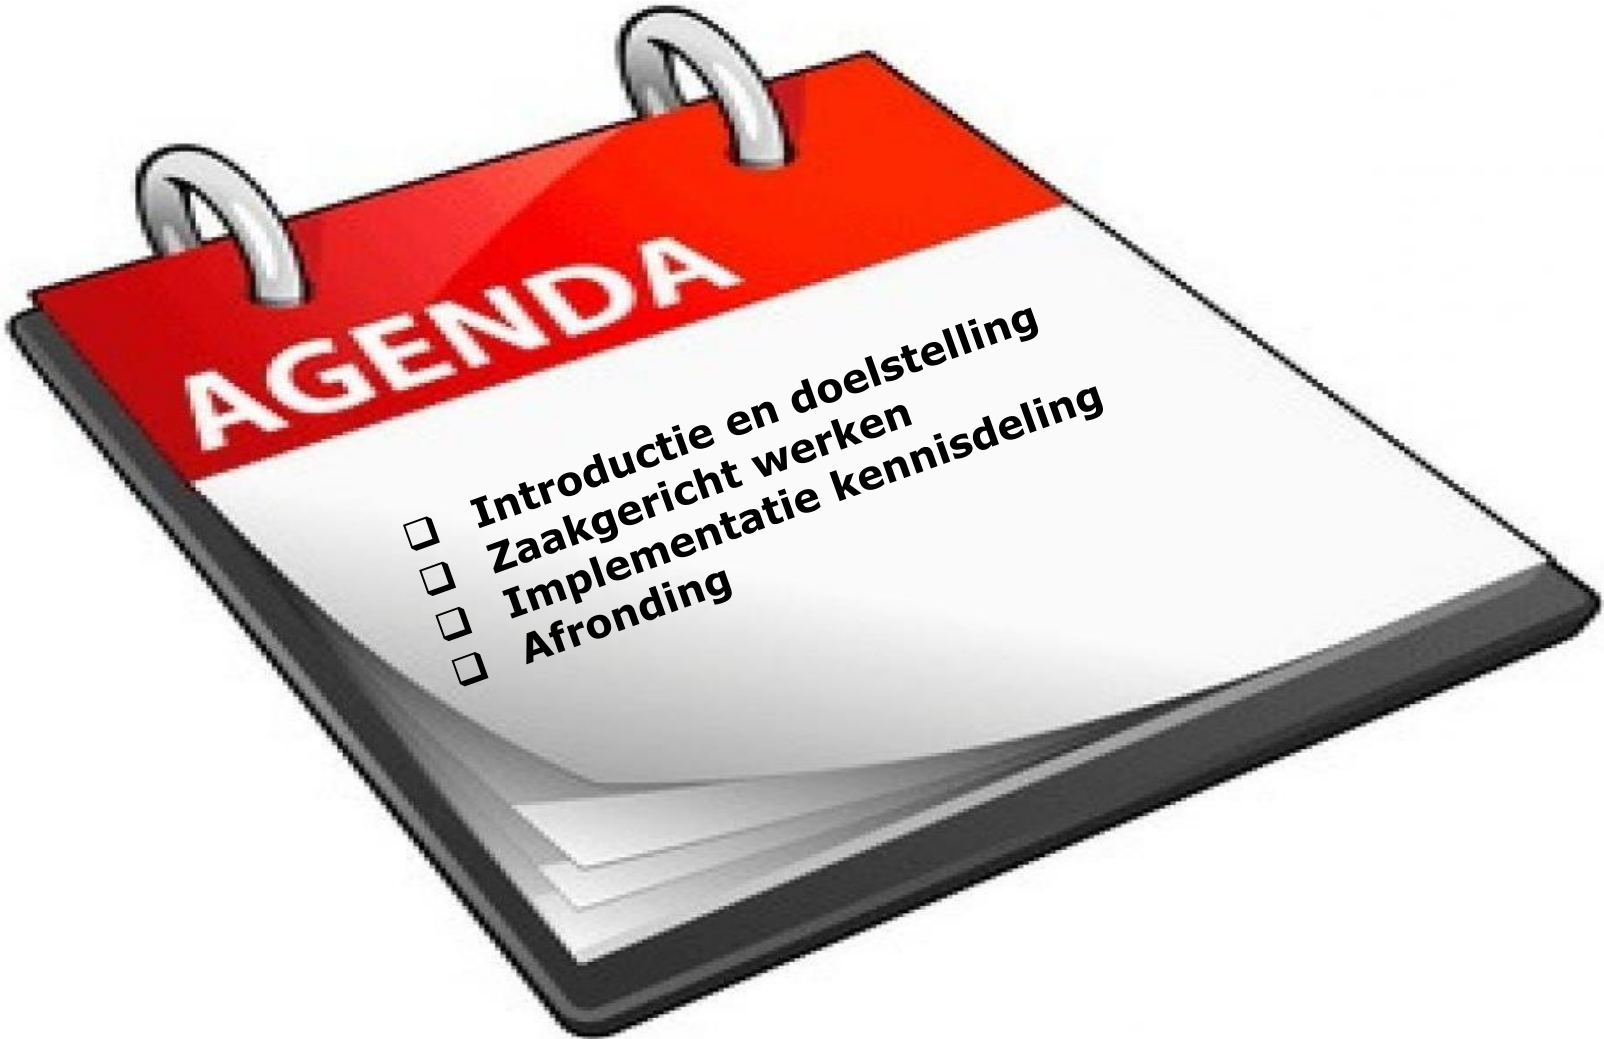 AGENDA
❑ Introductie en doelstelling
❑ Zaakgericht werken
❑ Implementatie kennisdeling
❑ Afronding